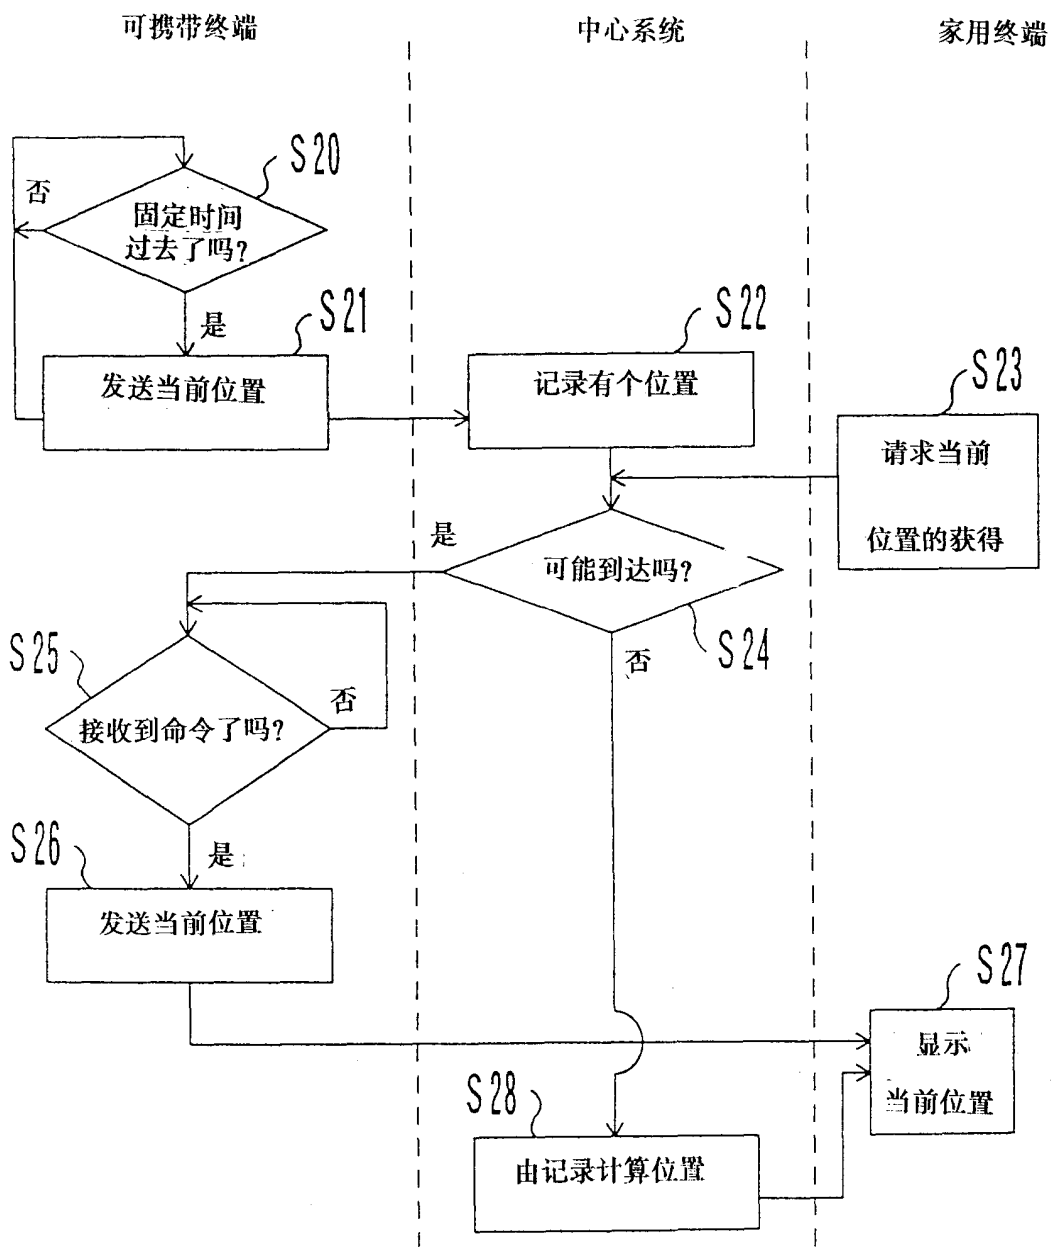 可携带终端
中心系统
家用终端
S20
否
固定时间
过去了吗?
是
S21
发送当前位置
S22
记录有个位置
S23
请求当前
位置的获得
是
可能到达吗?
S24
否
S25
接收到命令了吗?
否
S26
是
发送当前位置
S27
显示
当前位置
S28
由记录计算位置